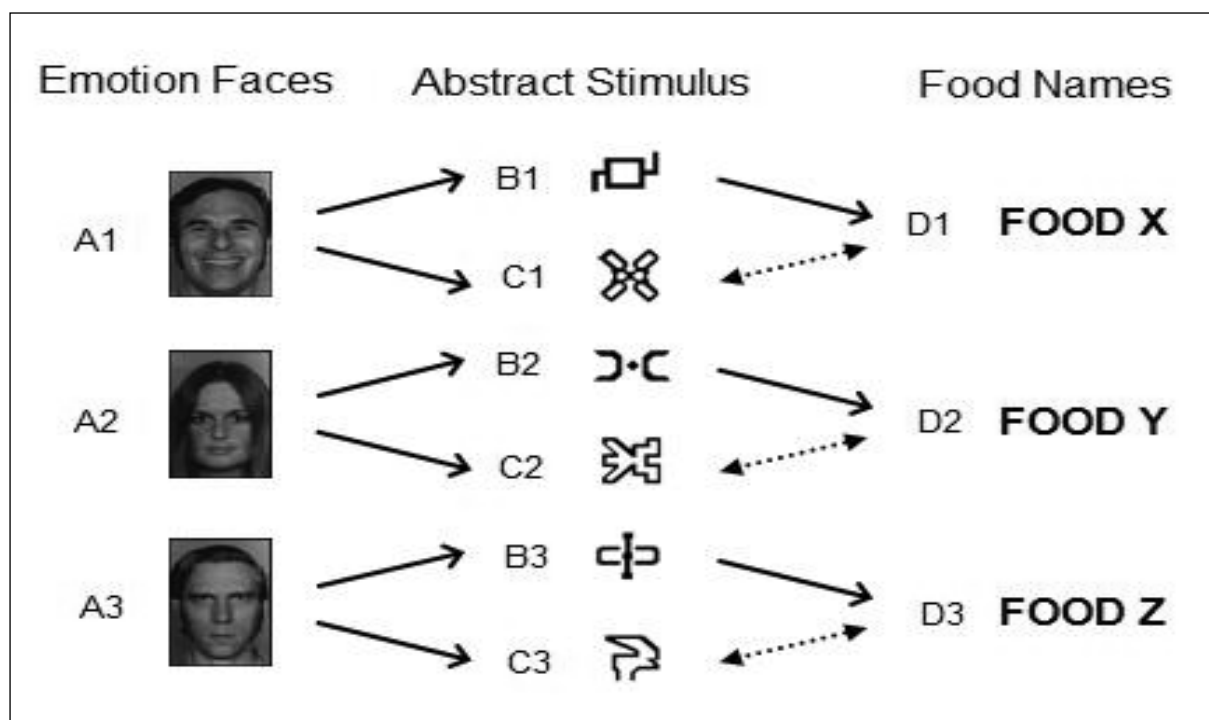 Emotion Faces Abstract Stimulus Food Names
B1
A1 D1 FOOD X
C1
B2
A2 D2 FOOD Y
C2
B3
A3 D3 FOOD Z
C3